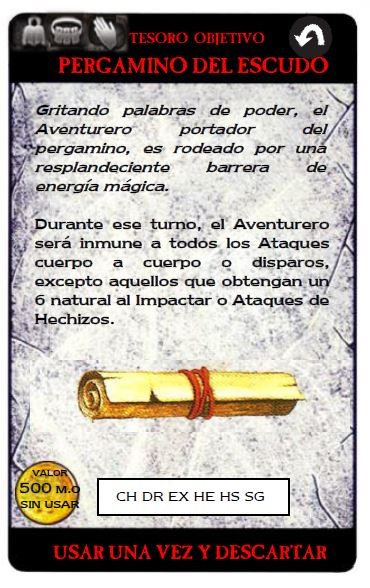 TESORO OBJETIVO
PERGAMINO DEL ESCUDO
Gritando palabras de poder, el
Aventurero portador del
pergamino, es rodeado por una
resplandeciente barrera de
energía mágica.
Durante ese turno, el Aventurero
será inmune a todos los Ataques
cuerpo a cuerpo o disparos,
excepto aquellos que obtengan un
6 natural al Impactar o Ataques de
Hechizos.
VALOR
500 M.O
SIN USAR
CH DR EX HE HS SG
USAR UNA VEZ Y DESCARTAR